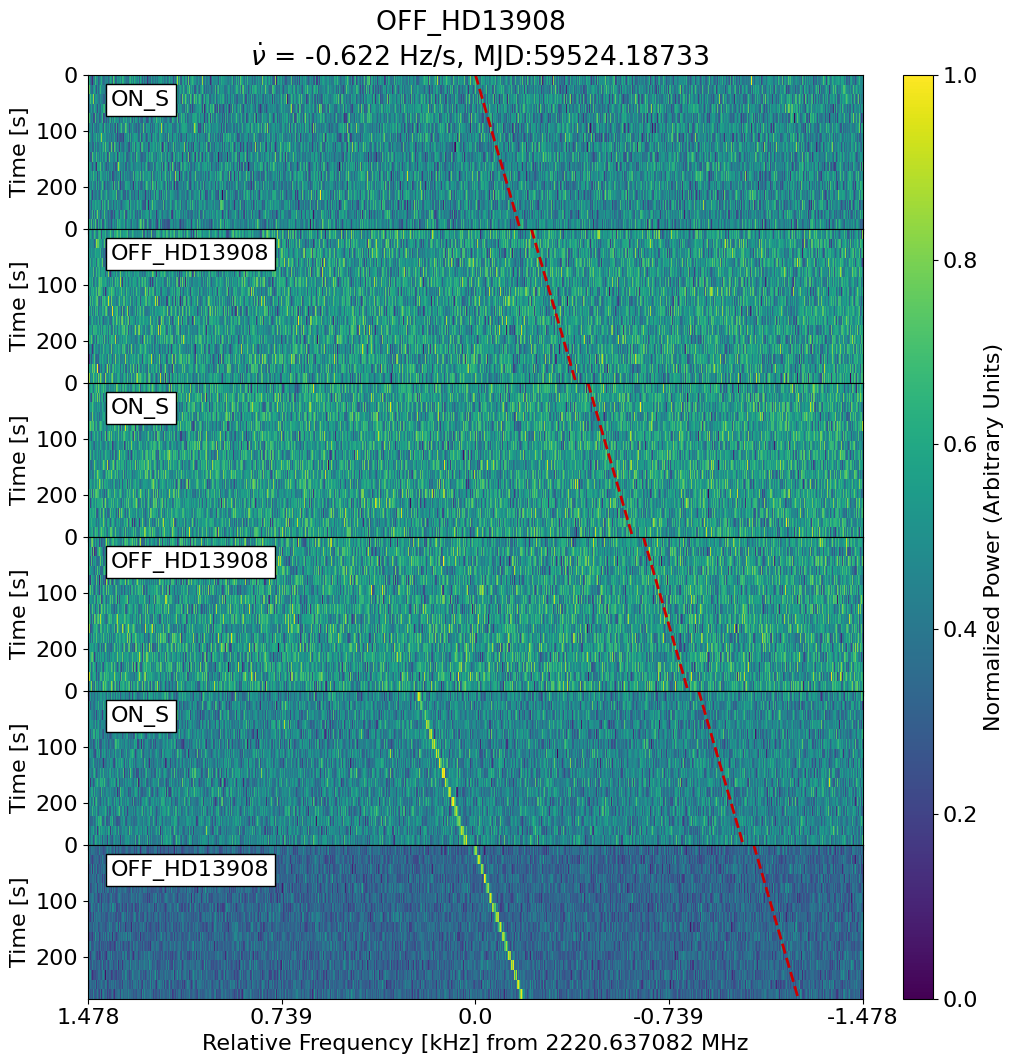 OFF_HD13908
ν̇ = -0.622 Hz/s, MJD:59524.18733
0
ON_S
100
200
Time [s]
0
OFF_HD13908
100
200
Time [s]
0
ON_S
100
200
Time [s]
0
OFF_HD13908
100
200
Time [s]
0
ON_S
100
200
Time [s]
0
OFF_HD13908
100
200
Time [s]
1.478 0.739 0.0 -0.739 -1.478
Relative Frequency [kHz] from 2220.637082 MHz
1.0
0.8
0.6
0.4
0.2
0.0
Normalized Power (Arbitrary Units)